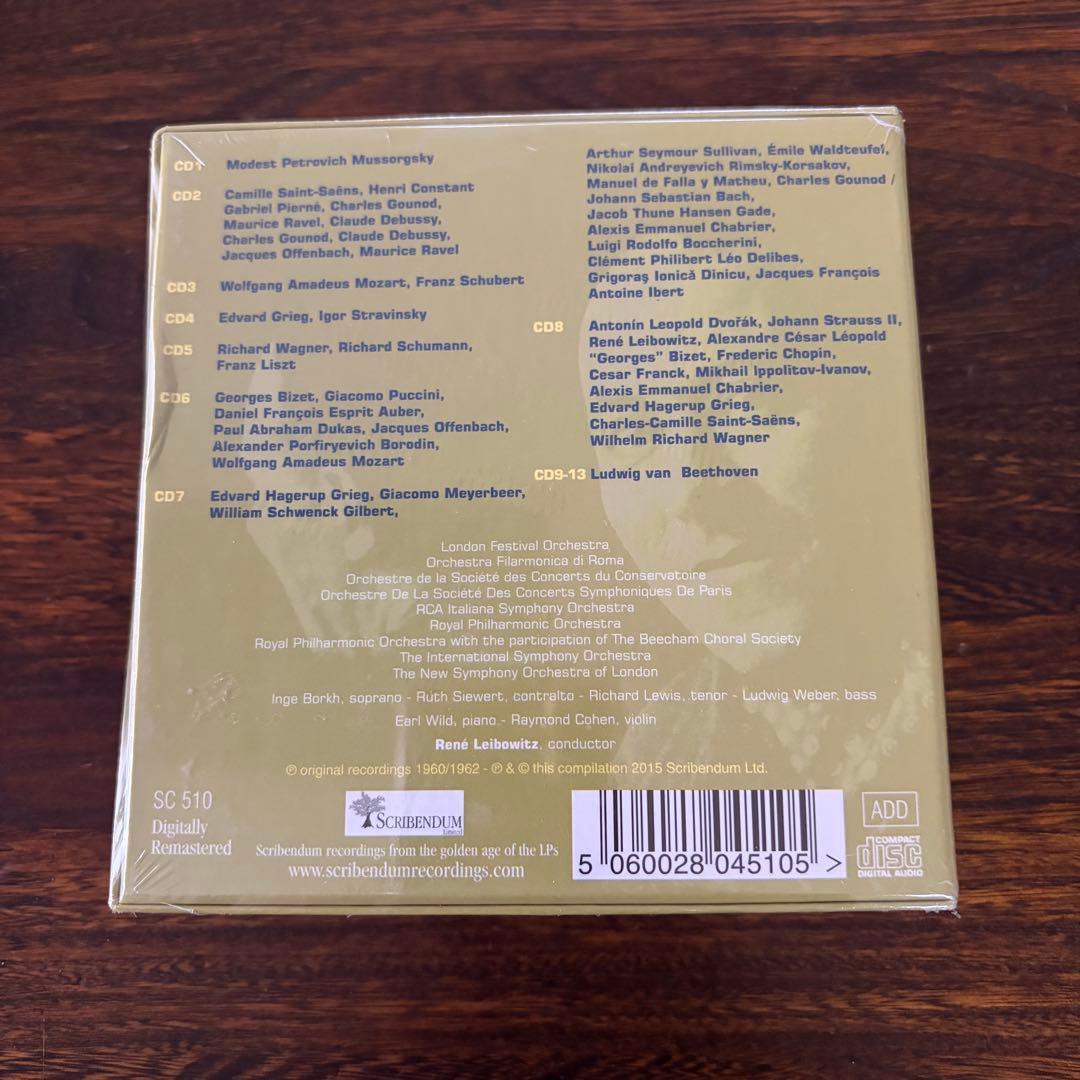 CD1 Modest Petrovich Mussorgsky
CD2 Camille Saint-Saëns, Henri Constant
Gabriel Pierné, Charles Gounod,
Maurice Ravel, Claude Debussy,
Charles Gounod, Claude Debussy,
Jacques Offenbach, Maurice Ravel
CD3 Wolfgang Amadeus Mozart, Franz Schubert
CD4 Edvard Grieg, Igor Stravinsky
CD5 Richard Wagner, Richard Schumann,
Franz Liszt
CD6 Georges Bizet, Giacomo Puccini,
Daniel François Esprit Auber,
Paul Abraham Dukas, Jacques Offenbach,
Alexander Porfiryevich Borodin,
Wolfgang Amadeus Mozart
CD7 Edvard Hagerup Grieg, Giacomo Meyerbeer,
William Schwenck Gilbert,
Arthur Seymour Sullivan, Émile Waldteufel,
Nikolai Andreyevich Rimsky-Korsakov,
Manuel de Falla y Matheu, Charles Gounod /
Johann Sebastian Bach,
Jacob Thune Hansen Gade,
Alexis Emmanuel Chabrier,
Luigi Rodolfo Boccherini,
Clément Philibert Léo Delibes,
Grigoraş Ionică Dinicu, Jacques François
Antoine Ibert
CD8 Antonín Leopold Dvořák, Johann Strauss II,
René Leibowitz, Alexandre César Léopold
“Georges” Bizet, Frederic Chopin,
Cesar Franck, Mikhail Ippolitov-Ivanov,
Alexis Emmanuel Chabrier,
Edvard Hagerup Grieg,
Charles-Camille Saint-Saëns,
Wilhelm Richard Wagner
CD9-13 Ludwig van Beethoven
London Festival Orchestra
Orchestra Filarmonica di Roma
Orchestre de la Société des Concerts du Conservatoire
Orchestre De La Société Des Concerts Symphoniques De Paris
RCA Italiana Symphony Orchestra
Royal Philharmonic Orchestra
Royal Philharmonic Orchestra with the participation of The Beecham Choral Society
The International Symphony Orchestra
The New Symphony Orchestra of London
Inge Borkh, soprano - Ruth Siewert, contralto - Richard Lewis, tenor - Ludwig Weber, bass
Earl Wild, piano - Raymond Cohen, violin
René Leibowitz, conductor
℗ original recordings 1960/1962 - ℗ & © this compilation 2015 Scribendum Ltd.
SC 510
Digitally
Remastered
SCRIBENDUM
Limited
Scribendum recordings from the golden age of the LPs
www.scribendumrecordings.com
5 060028 045105 >
ADD
COMPACT
disc
DIGITAL AUDIO